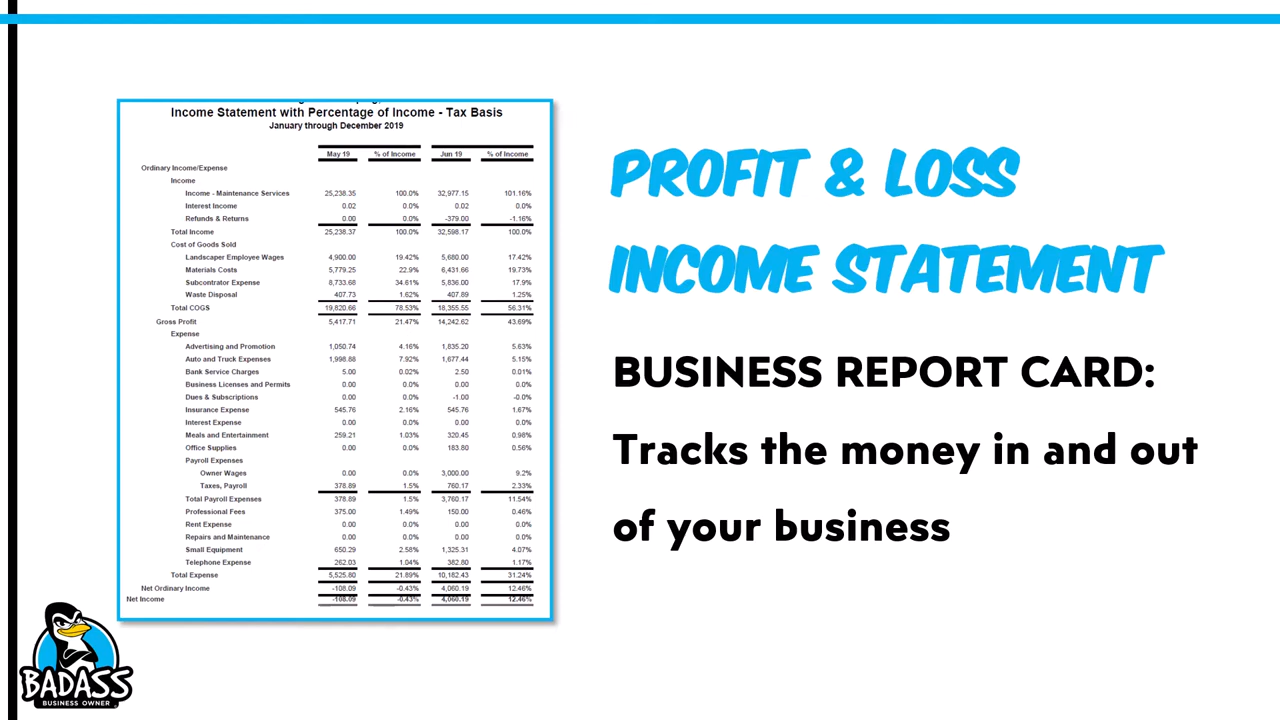 Income Statement with Percentage of Income - Tax Basis
January through December 2019
May 19 % of Income Jun 19 % of Income
Ordinary Income/Expense
Income
Income - Maintenance Services 25,238.35 100.0% 32,977.15 101.16%
Interest Income 0.02 0.0% 0.02 0.0%
Refunds & Returns 0.00 0.0% -379.00 -1.16%
Total Income 25,238.37 100.0% 32,598.17 100.0%
Cost of Goods Sold
Landscaper Employee Wages 4,900.00 19.42% 5,680.00 17.42%
Materials Costs 5,779.25 22.9% 6,431.66 19.73%
Subcontrator Expense 8,733.68 34.61% 5,836.00 17.9%
Waste Disposal 407.73 1.62% 407.89 1.25%
Total COGS 19,820.66 78.53% 18,355.55 56.31%
Gross Profit 5,417.71 21.47% 14,242.62 43.69%
Expense
Advertising and Promotion 1,050.74 4.16% 1,835.20 5.63%
Auto and Truck Expenses 1,998.88 7.92% 1,677.44 5.15%
Bank Service Charges 5.00 0.02% 2.50 0.01%
Business Licenses and Permits 0.00 0.0% 0.00 0.0%
Dues & Subscriptions 0.00 0.0% -1.00 -0.0%
Insurance Expense 545.76 2.16% 545.76 1.67%
Interest Expense 0.00 0.0% 0.00 0.0%
Meals and Entertainment 259.21 1.03% 320.45 0.98%
Office Supplies 0.00 0.0% 183.80 0.56%
Payroll Expenses
Owner Wages 0.00 0.0% 3,000.00 9.2%
Taxes, Payroll 378.89 1.5% 760.17 2.33%
Total Payroll Expenses 378.89 1.5% 3,760.17 11.54%
Professional Fees 375.00 1.49% 150.00 0.46%
Rent Expense 0.00 0.0% 0.00 0.0%
Repairs and Maintenance 0.00 0.0% 0.00 0.0%
Small Equipment 650.29 2.58% 1,325.31 4.07%
Telephone Expense 262.03 1.04% 382.80 1.17%
Total Expense 5,525.80 21.89% 10,182.43 31.24%
Net Ordinary Income -108.09 -0.43% 4,060.19 12.46%
Net Income -108.09 -0.43% 4,060.19 12.46%
PROFIT & LOSS
INCOME STATEMENT
BUSINESS REPORT CARD:
Tracks the money in and out
of your business
BADASS
BUSINESS OWNER